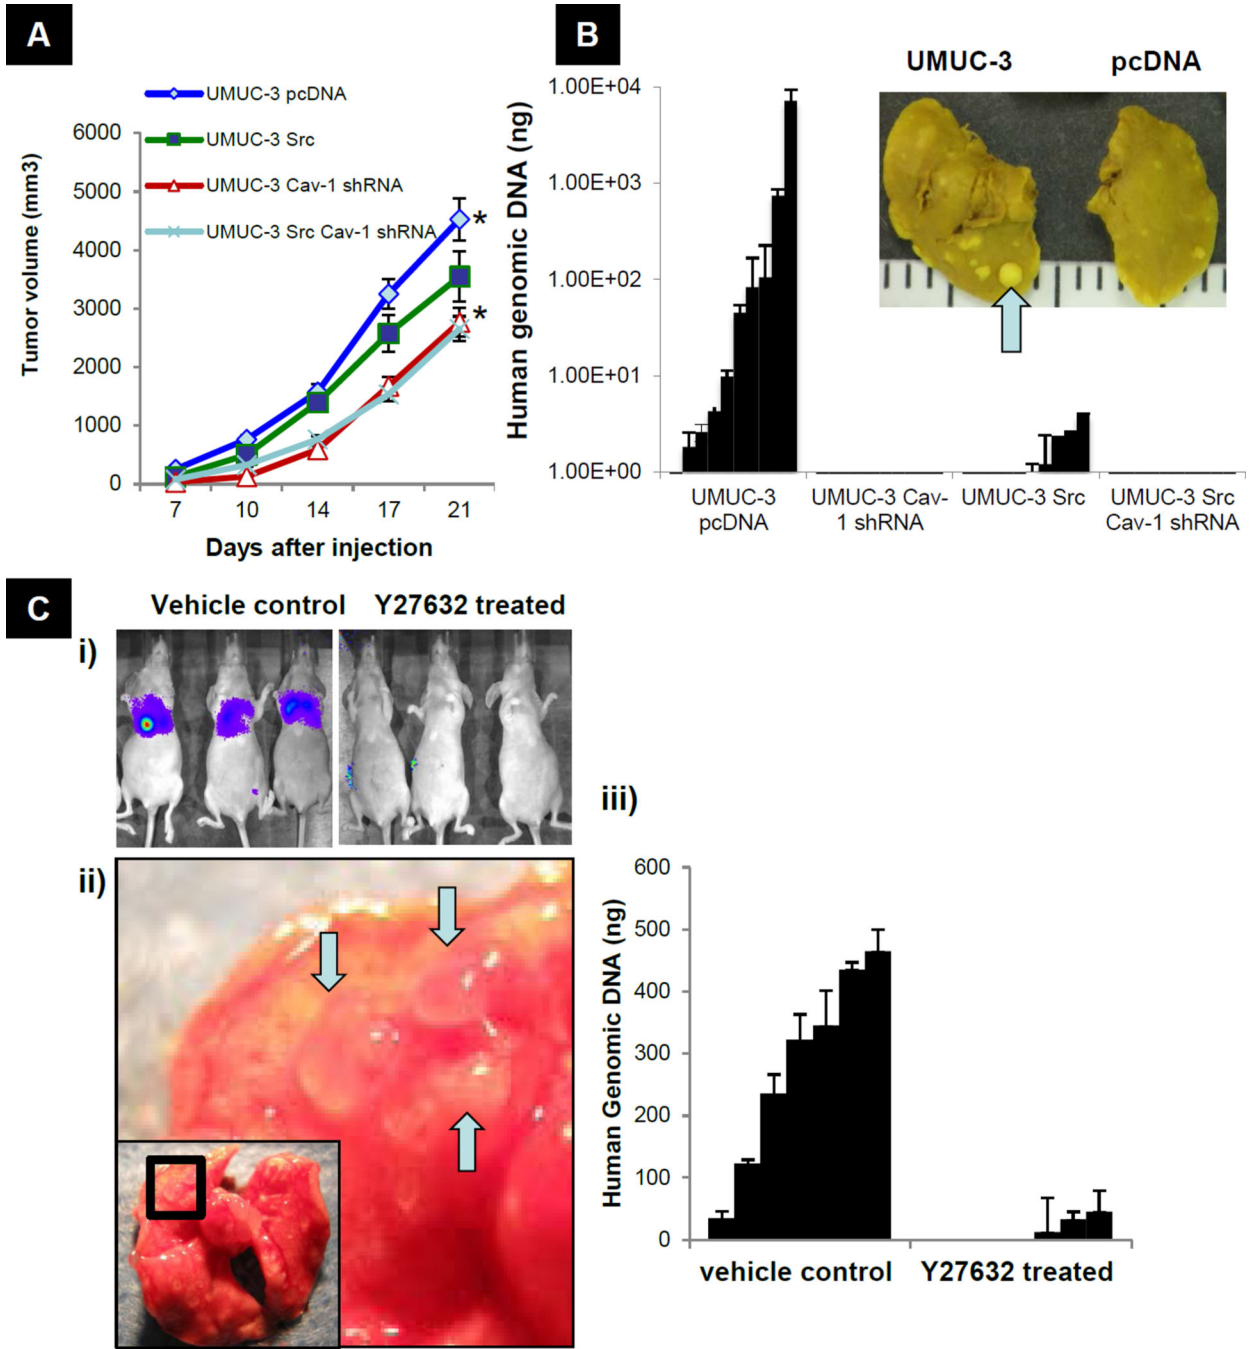 A
UMUC-3 pcDNA
UMUC-3 Src
UMUC-3 Cav-1 shRNA
UMUC-3 Src Cav-1 shRNA
Tumor volume (mm3)
6000
5000
4000
3000
2000
1000
0
*
*
7 10 14 17 21
Days after injection
B
UMUC-3 pcDNA
Human genomic DNA (ng)
1.00E+04
1.00E+03
1.00E+02
1.00E+01
1.00E+00
UMUC-3
pcDNA
UMUC-3 Cav-
1 shRNA
UMUC-3 Src
UMUC-3 Src
Cav-1 shRNA
C
Vehicle control Y27632 treated
i)
ii)
iii)
Human Genomic DNA (ng)
600
500
400
300
200
100
0
vehicle control Y27632 treated